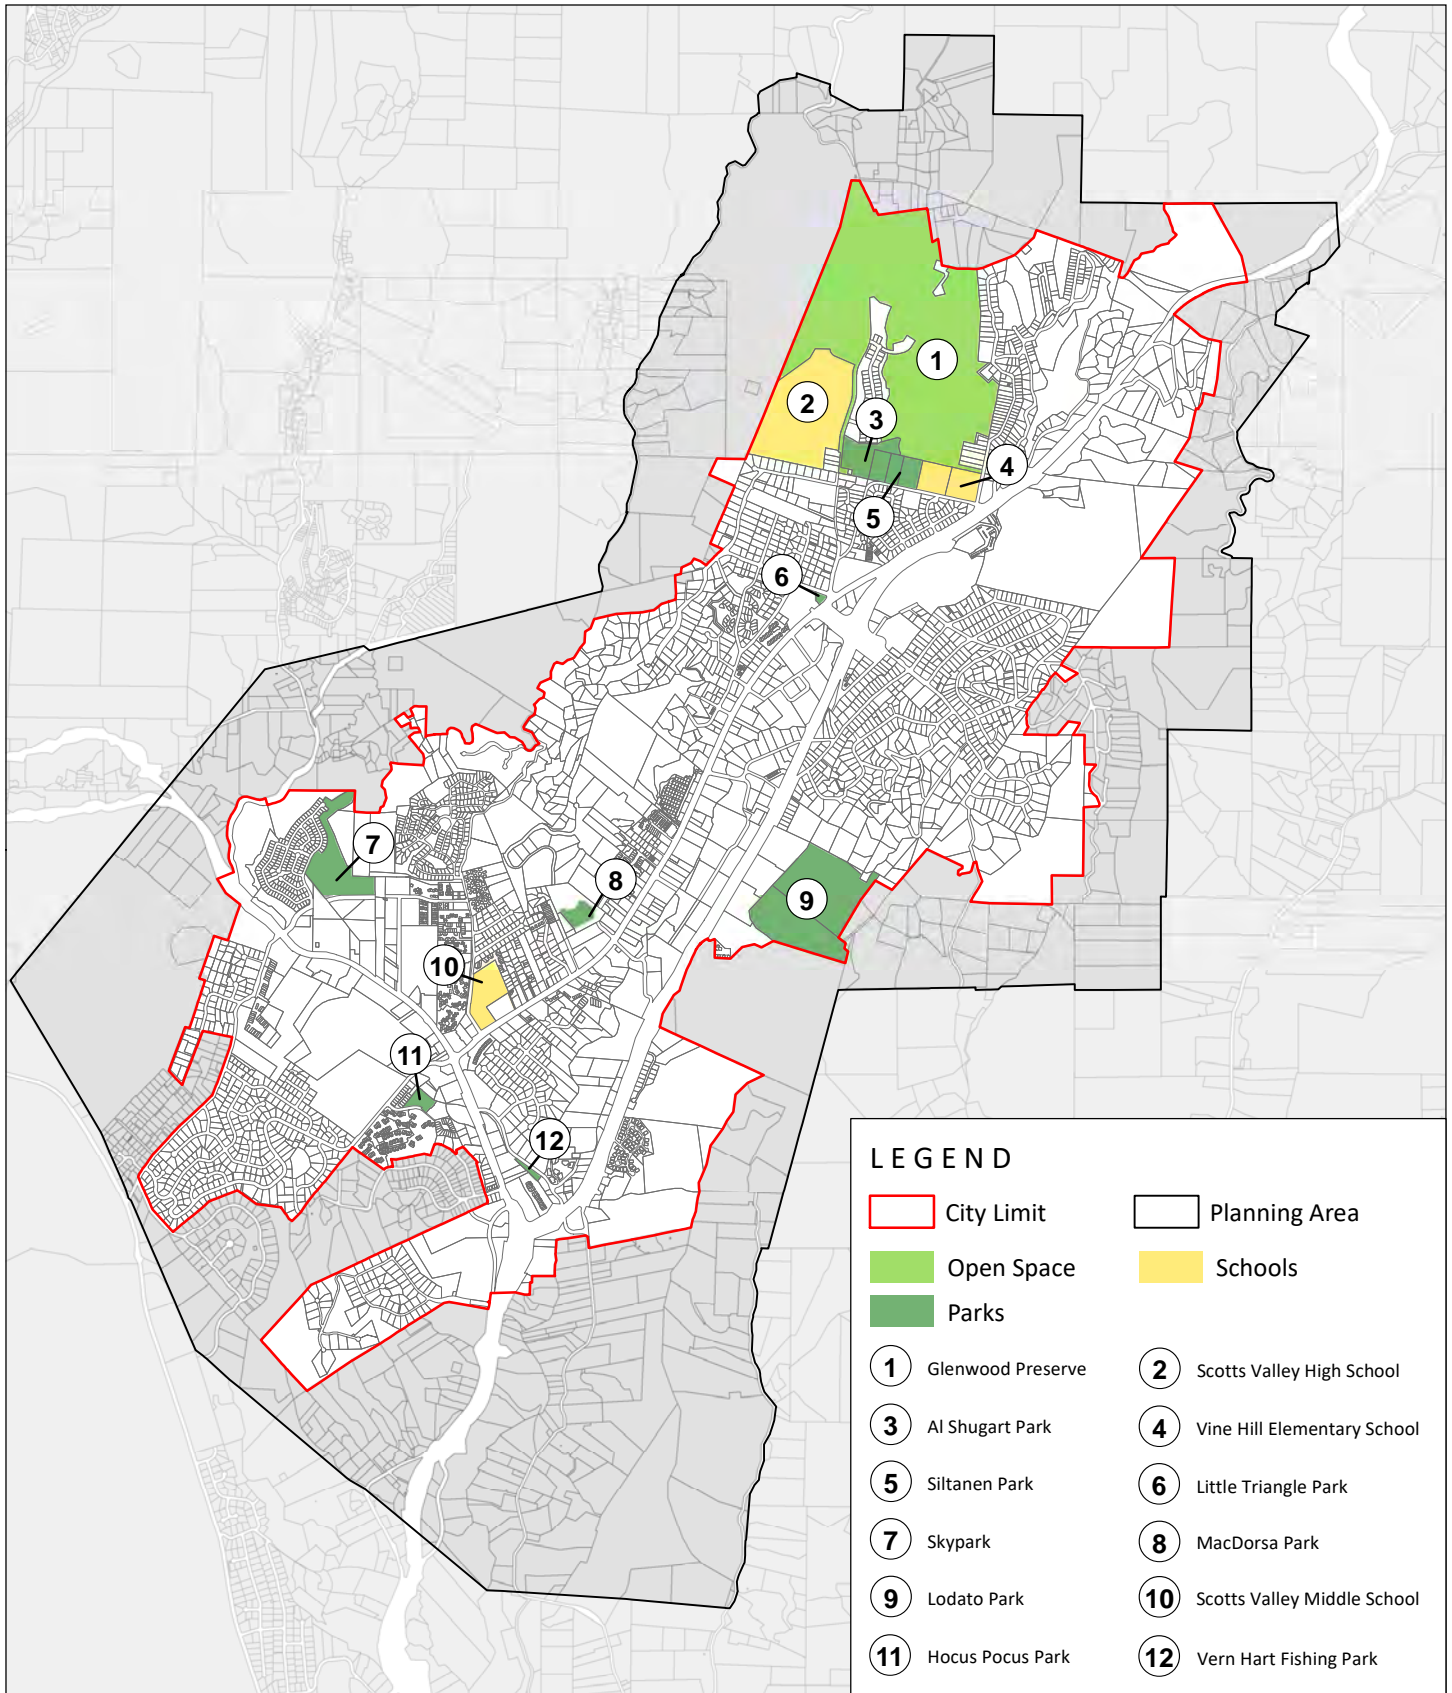 1
2
3
4
5
6
7
8
9
10
11
12
LEGEND
City Limit
Planning Area
Open Space
Schools
Parks
1 Glenwood Preserve
2 Scotts Valley High School
3 Al Shugart Park
4 Vine Hill Elementary School
5 Siltanen Park
6 Little Triangle Park
7 Skypark
8 MacDorsa Park
9 Lodato Park
10 Scotts Valley Middle School
11 Hocus Pocus Park
12 Vern Hart Fishing Park